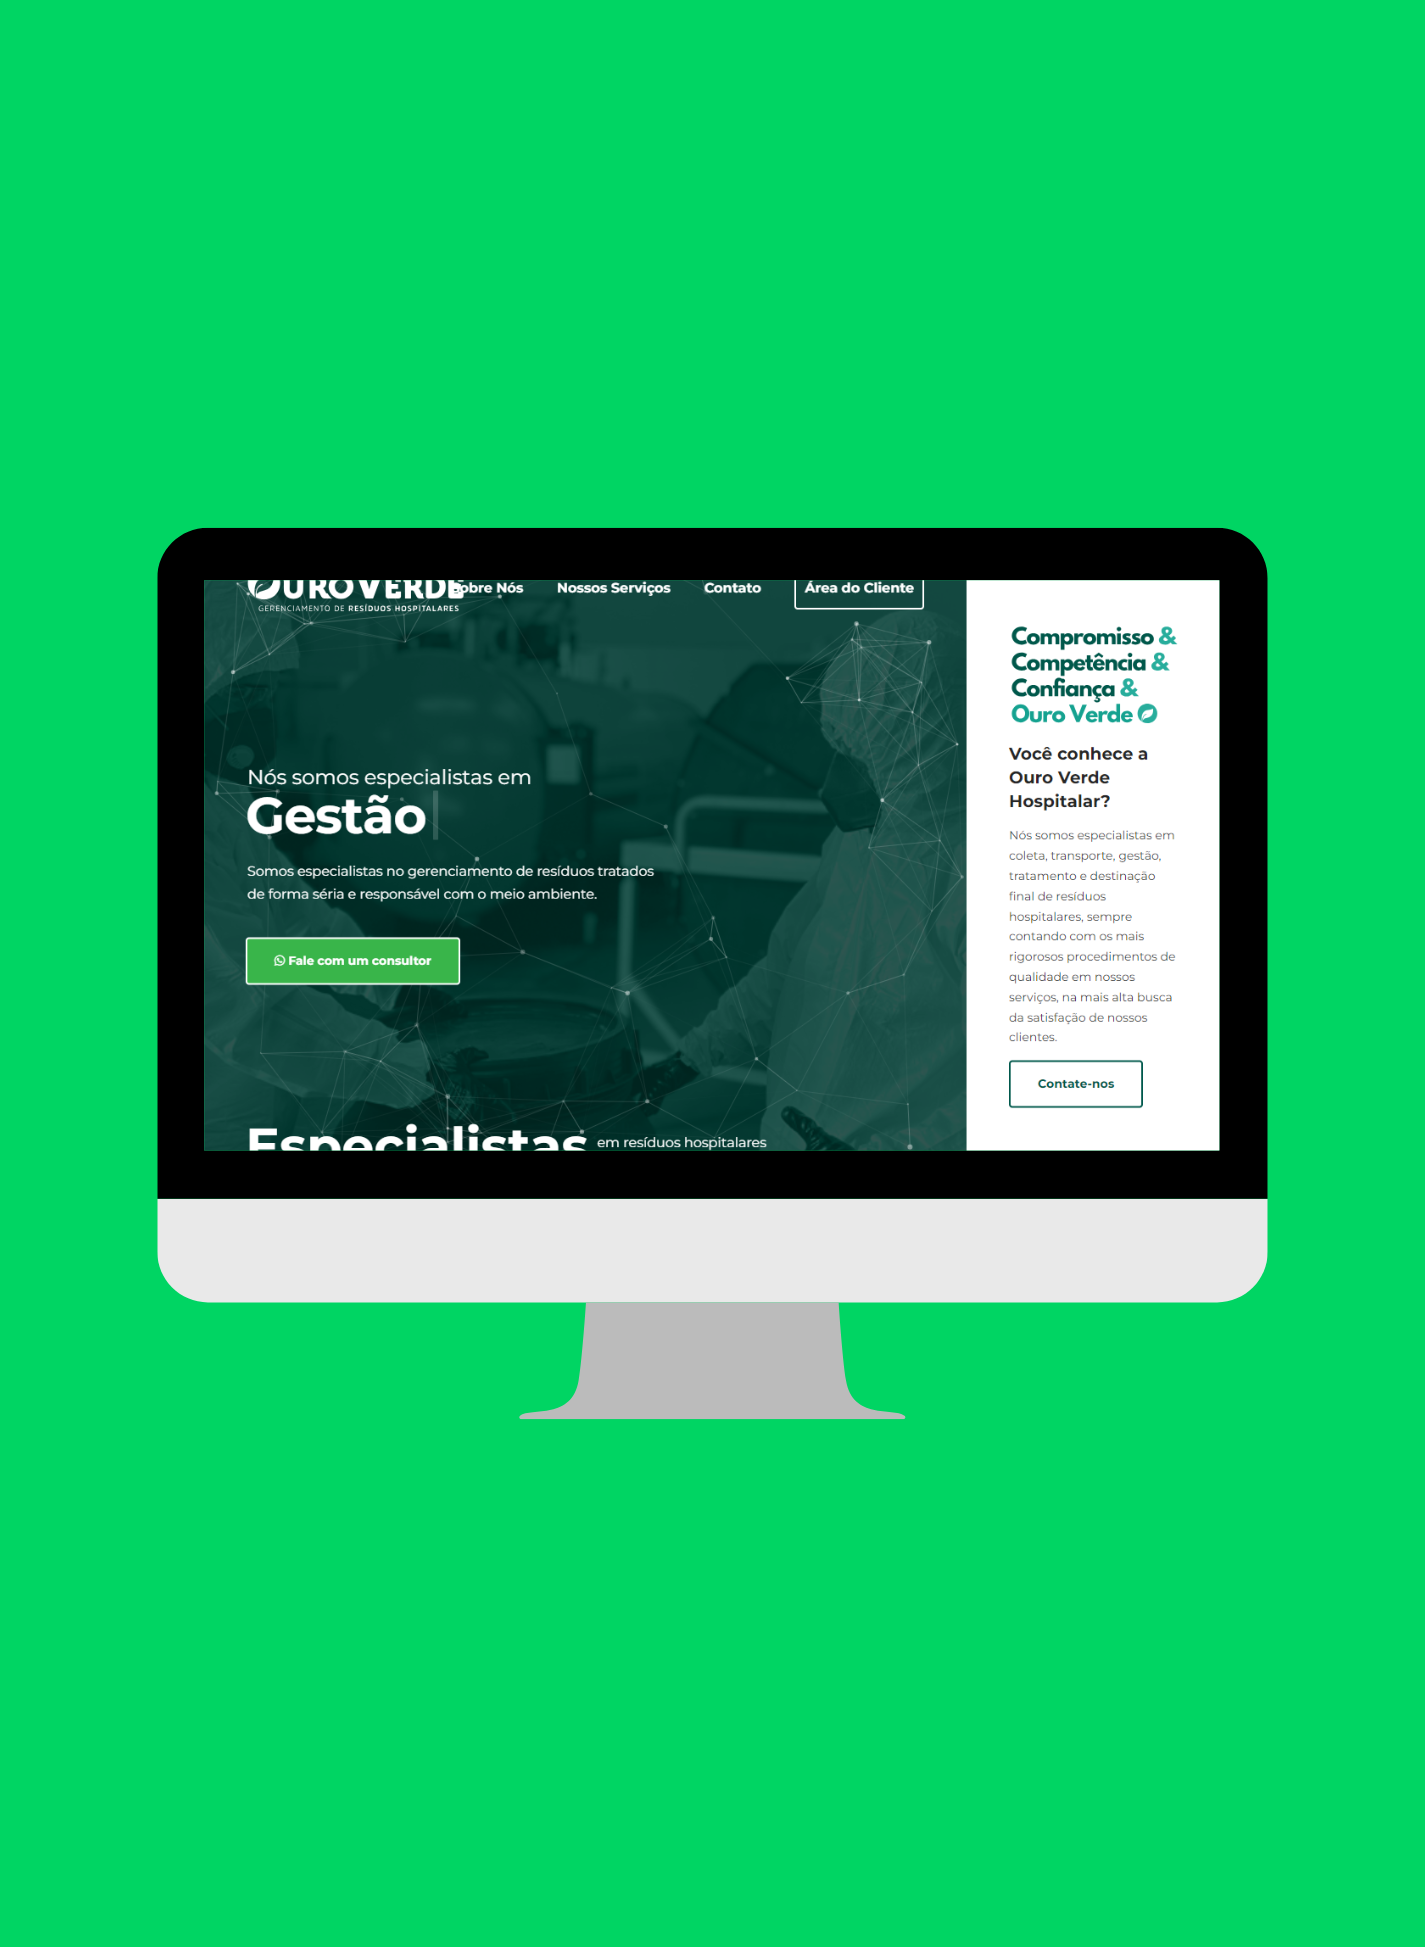 OUROVERDE
GERENCIAMENTO DE RESÍDUOS HOSPITALARES
Sobre Nós Nossos Serviços Contato Área do Cliente
Nós somos especialistas em
Gestão
Somos especialistas no gerenciamento de resíduos tratados
de forma séria e responsável com o meio ambiente.
Fale com um consultor
Especialistas em resíduos hospitalares
Compromisso &
Competência &
Confiança &
Ouro Verde
Você conhece a
Ouro Verde
Hospitalar?
Nós somos especialistas em
coleta, transporte, gestão,
tratamento e destinação
final de resíduos
hospitalares, sempre
contando com os mais
rigorosos procedimentos de
qualidade em nossos
serviços, na mais alta busca
da satisfação de nossos
clientes.
Contate-nos